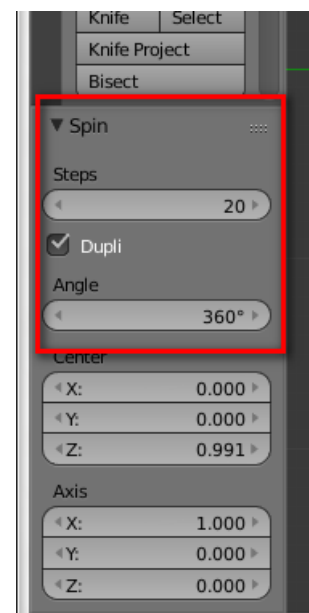 Knife Select
Knife Project
Bisect
Spin
Steps
20
Dupli
Angle
360°
Center
X: 0.000
Y: 0.000
Z: 0.991
Axis
X: 1.000
Y: 0.000
Z: 0.000